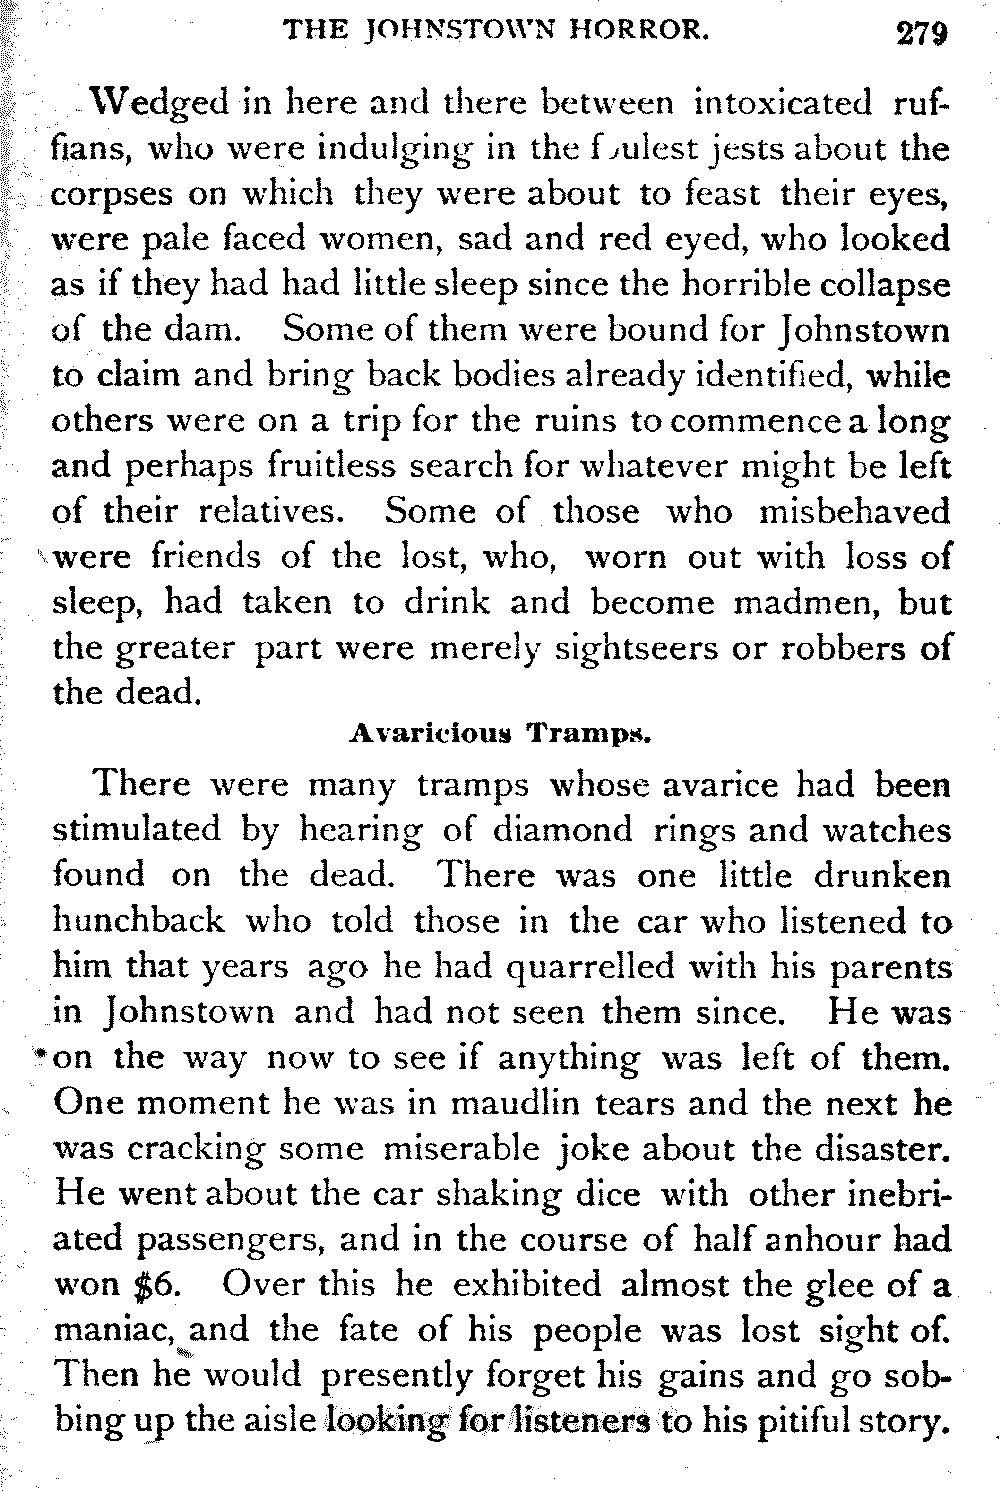 THE JOHNSTOWN HORROR. 279
Wedged in here and there between intoxicated ruf-
fians, who were indulging in the foulest jests about the
corpses on which they were about to feast their eyes,
were pale faced women, sad and red eyed, who looked
as if they had had little sleep since the horrible collapse
of the dam. Some of them were bound for Johnstown
to claim and bring back bodies already identified, while
others were on a trip for the ruins to commence a long
and perhaps fruitless search for whatever might be left
of their relatives. Some of those who misbehaved
were friends of the lost, who, worn out with loss of
sleep, had taken to drink and become madmen, but
the greater part were merely sightseers or robbers of
the dead.
Avaricious Tramps.
There were many tramps whose avarice had been
stimulated by hearing of diamond rings and watches
found on the dead. There was one little drunken
hunchback who told those in the car who listened to
him that years ago he had quarrelled with his parents
in Johnstown and had not seen them since. He was
on the way now to see if anything was left of them.
One moment he was in maudlin tears and the next he
was cracking some miserable joke about the disaster.
He went about the car shaking dice with other inebri-
ated passengers, and in the course of half anhour had
won $6. Over this he exhibited almost the glee of a
maniac, and the fate of his people was lost sight of.
Then he would presently forget his gains and go sob-
bing up the aisle looking for listeners to his pitiful story.